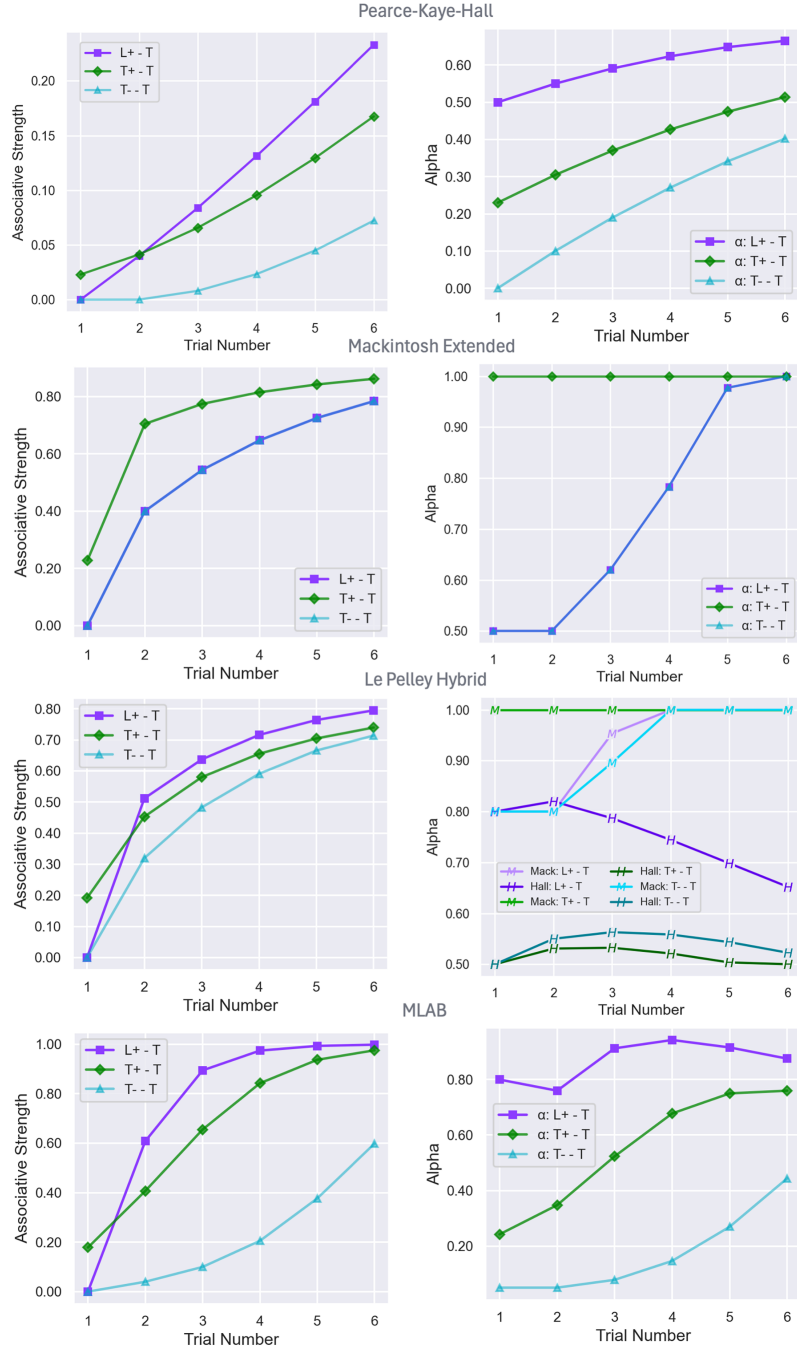 Pearce-Kaye-Hall
Associative Strength
0.20
0.15
0.10
0.05
0.00
L+ - T
T+ - T
T- - T
1 2 3 4 5 6
Trial Number
Alpha
0.60
0.50
0.40
0.30
0.20
0.10
0.00
α: L+ - T
α: T+ - T
α: T- - T
1 2 3 4 5 6
Trial Number
Mackintosh Extended
Associative Strength
0.80
0.60
0.40
0.20
0.00
L+ - T
T+ - T
T- - T
1 2 3 4 5 6
Trial Number
Alpha
1.00
0.90
0.80
0.70
0.60
0.50
α: L+ - T
α: T+ - T
α: T- - T
1 2 3 4 5 6
Trial Number
Le Pelley Hybrid
Associative Strength
0.80
0.70
0.60
0.50
0.40
0.30
0.20
0.10
0.00
L+ - T
T+ - T
T- - T
1 2 3 4 5 6
Trial Number
Alpha
1.00
0.90
0.80
0.70
0.60
0.50
Mack: L+ - T
Hall: L+ - T
Mack: T+ - T
Hall: T+ - T
Mack: T- - T
Hall: T- - T
1 2 3 4 5 6
Trial Number
MLAB
Associative Strength
1.00
0.80
0.60
0.40
0.20
0.00
L+ - T
T+ - T
T- - T
1 2 3 4 5 6
Trial Number
Alpha
0.80
0.60
0.40
0.20
α: L+ - T
α: T+ - T
α: T- - T
1 2 3 4 5 6
Trial Number